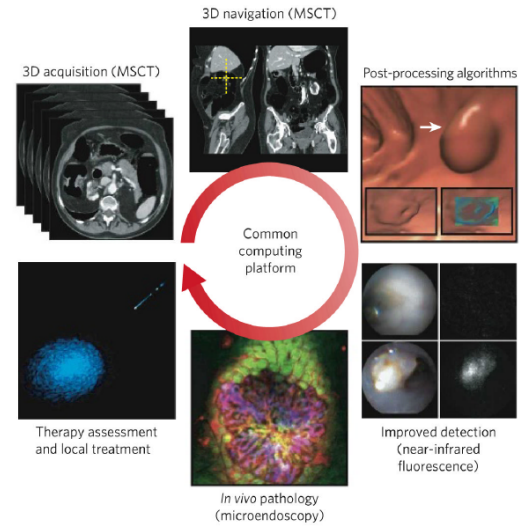 3D navigation (MSCT)
3D acquisition (MSCT)
Post-processing algorithms
Common
computing
platform
Therapy assessment
and local treatment
In vivo pathology
(microendoscopy)
Improved detection
(near-infrared
fluorescence)